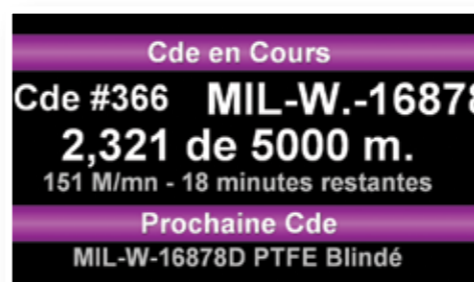 Cde en Cours
Cde #366 MIL-W.-16878
2,321 de 5000 m.
151 M/mn - 18 minutes restantes
Prochaine Cde
MIL-W-16878D PTFE Blindé